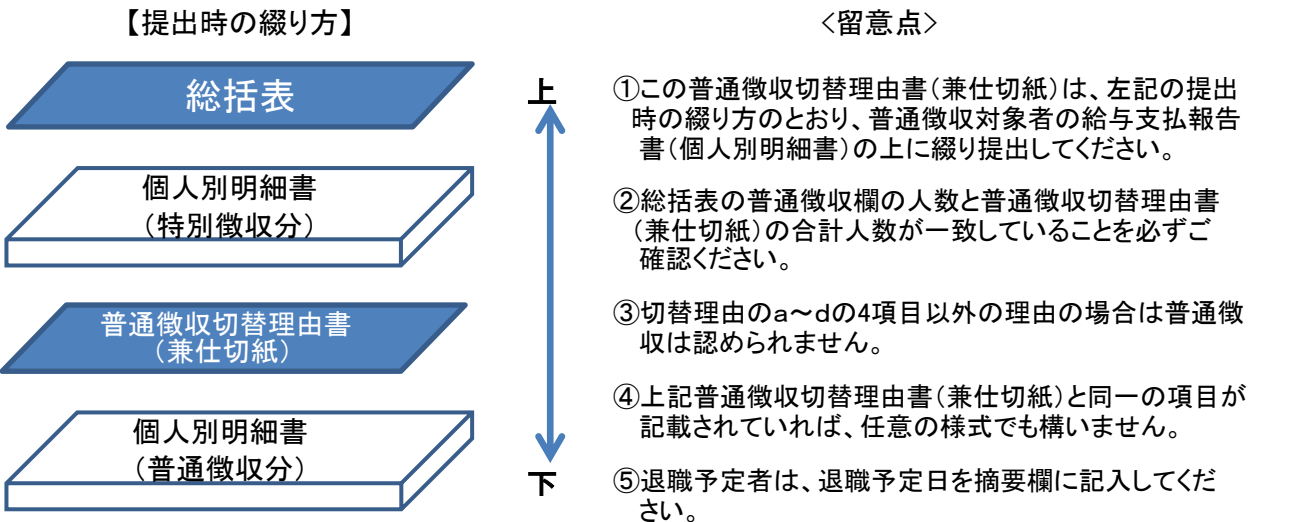 【提出時の綴り方】
総括表
個人別明細書
(特別徴収分)
普通徴収切替理由書
(兼仕切紙)
個人別明細書
(普通徴収分)
上
下
<留意点>
①この普通徴収切替理由書(兼仕切紙)は、左記の提出
時の綴り方のとおり、普通徴収対象者の給与支払報告
書(個人別明細書)の上に綴り提出してください。
②総括表の普通徴収欄の人数と普通徴収切替理由書
(兼仕切紙)の合計人数が一致していることを必ずご
確認ください。
③切替理由のa~dの4項目以外の理由の場合は普通徴
収は認められません。
④上記普通徴収切替理由書(兼仕切紙)と同一の項目が
記載されていれば、任意の様式でも構いません。
⑤退職予定者は、退職予定日を摘要欄に記入してくだ
さい。